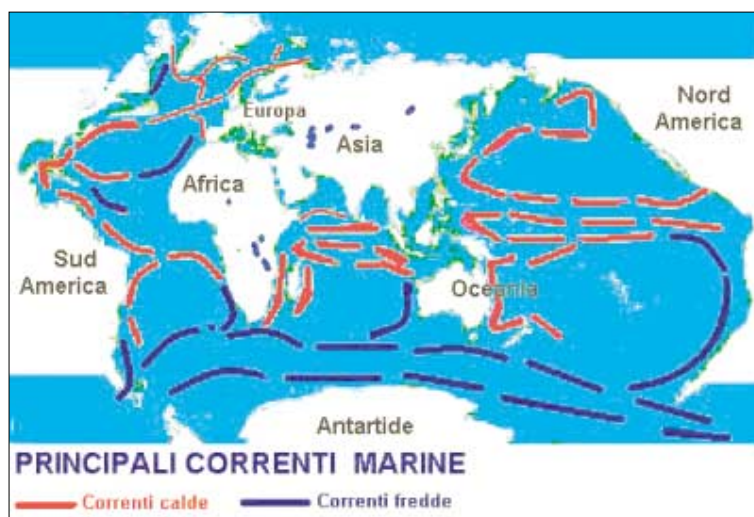 Nord
America
Europa
Asia
Africa
Sud
America
Oceania
Antartide
PRINCIPALI CORRENTI MARINE
Correnti calde
Correnti fredde